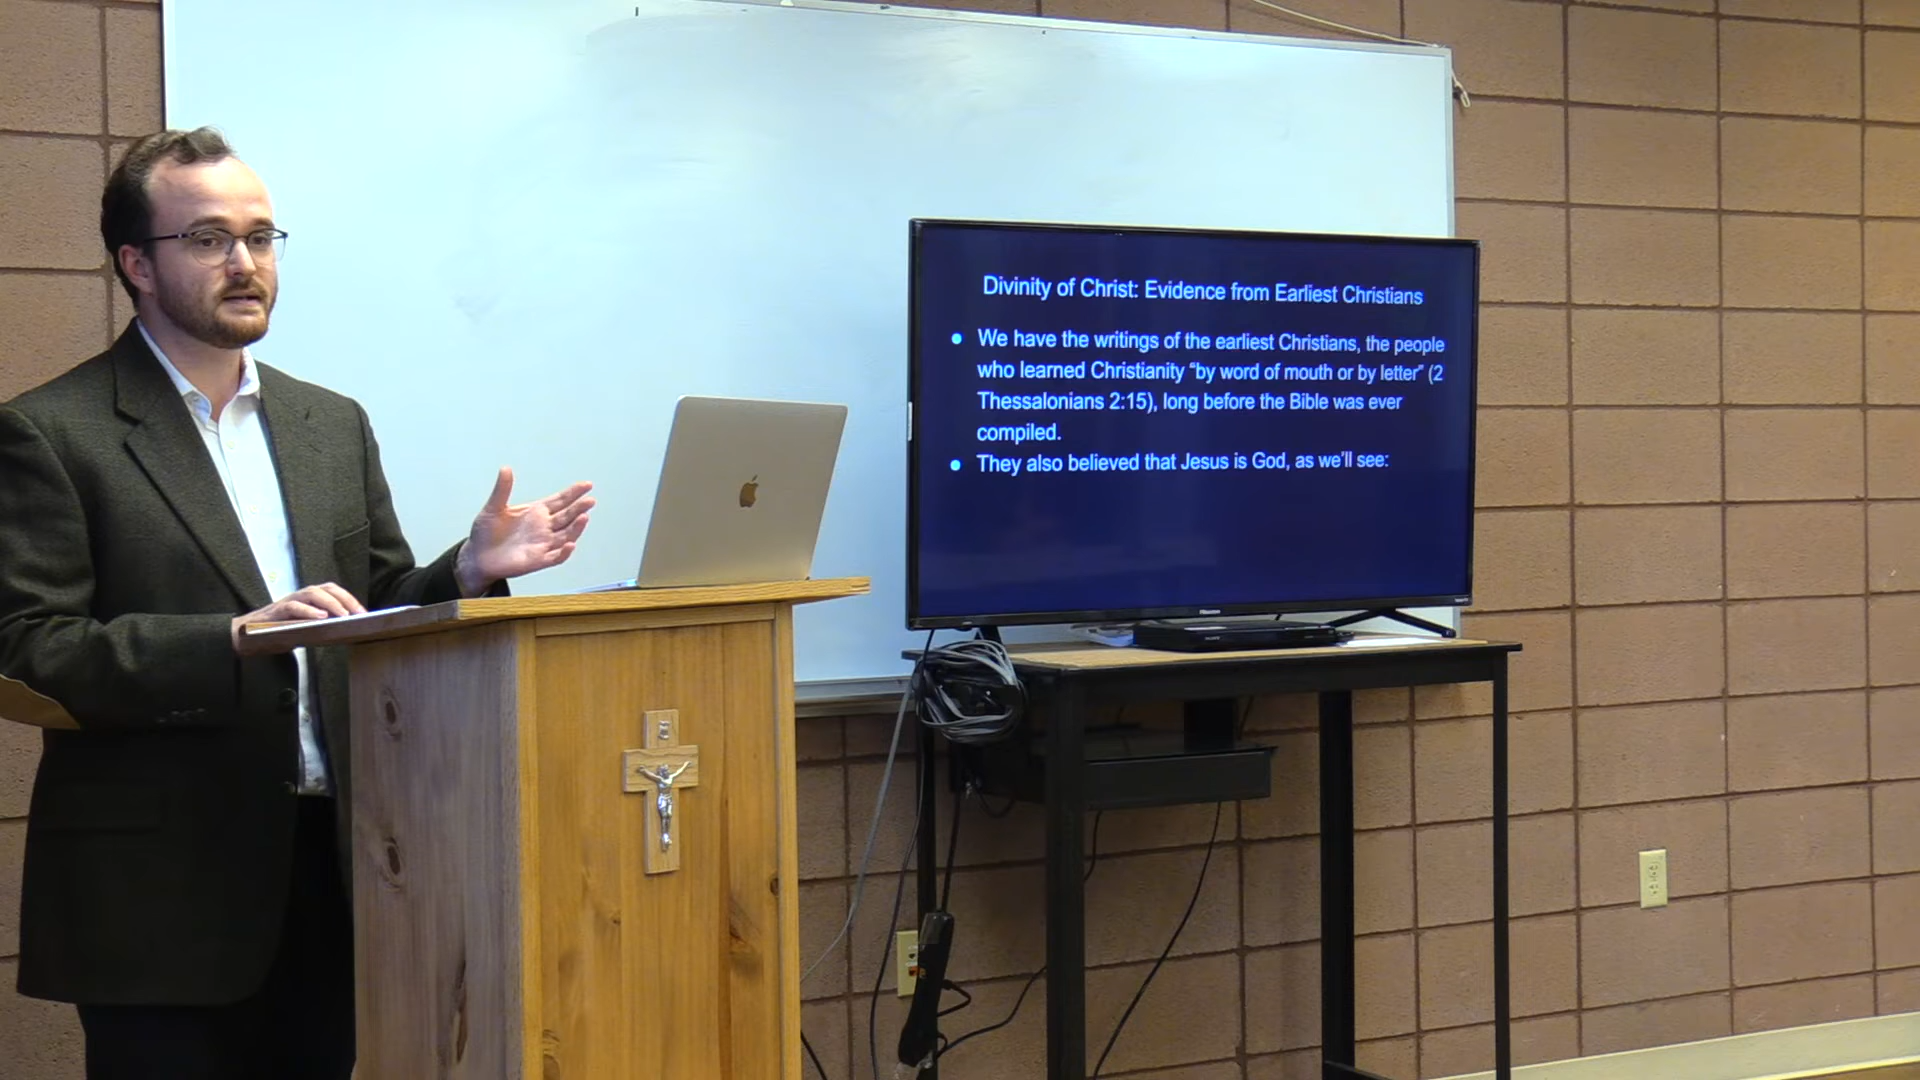 Divinity of Christ: Evidence from Earliest Christians
● We have the writings of the earliest Christians, the people
who learned Christianity “by word of mouth or by letter” (2
Thessalonians 2:15), long before the Bible was ever
compiled.
● They also believed that Jesus is God, as we’ll see:
Hisense